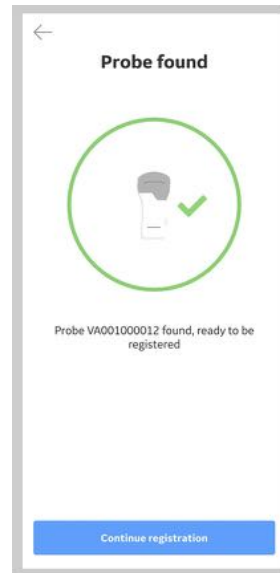 Probe found
Probe VA001000012 found, ready to be
registered
Continue registration